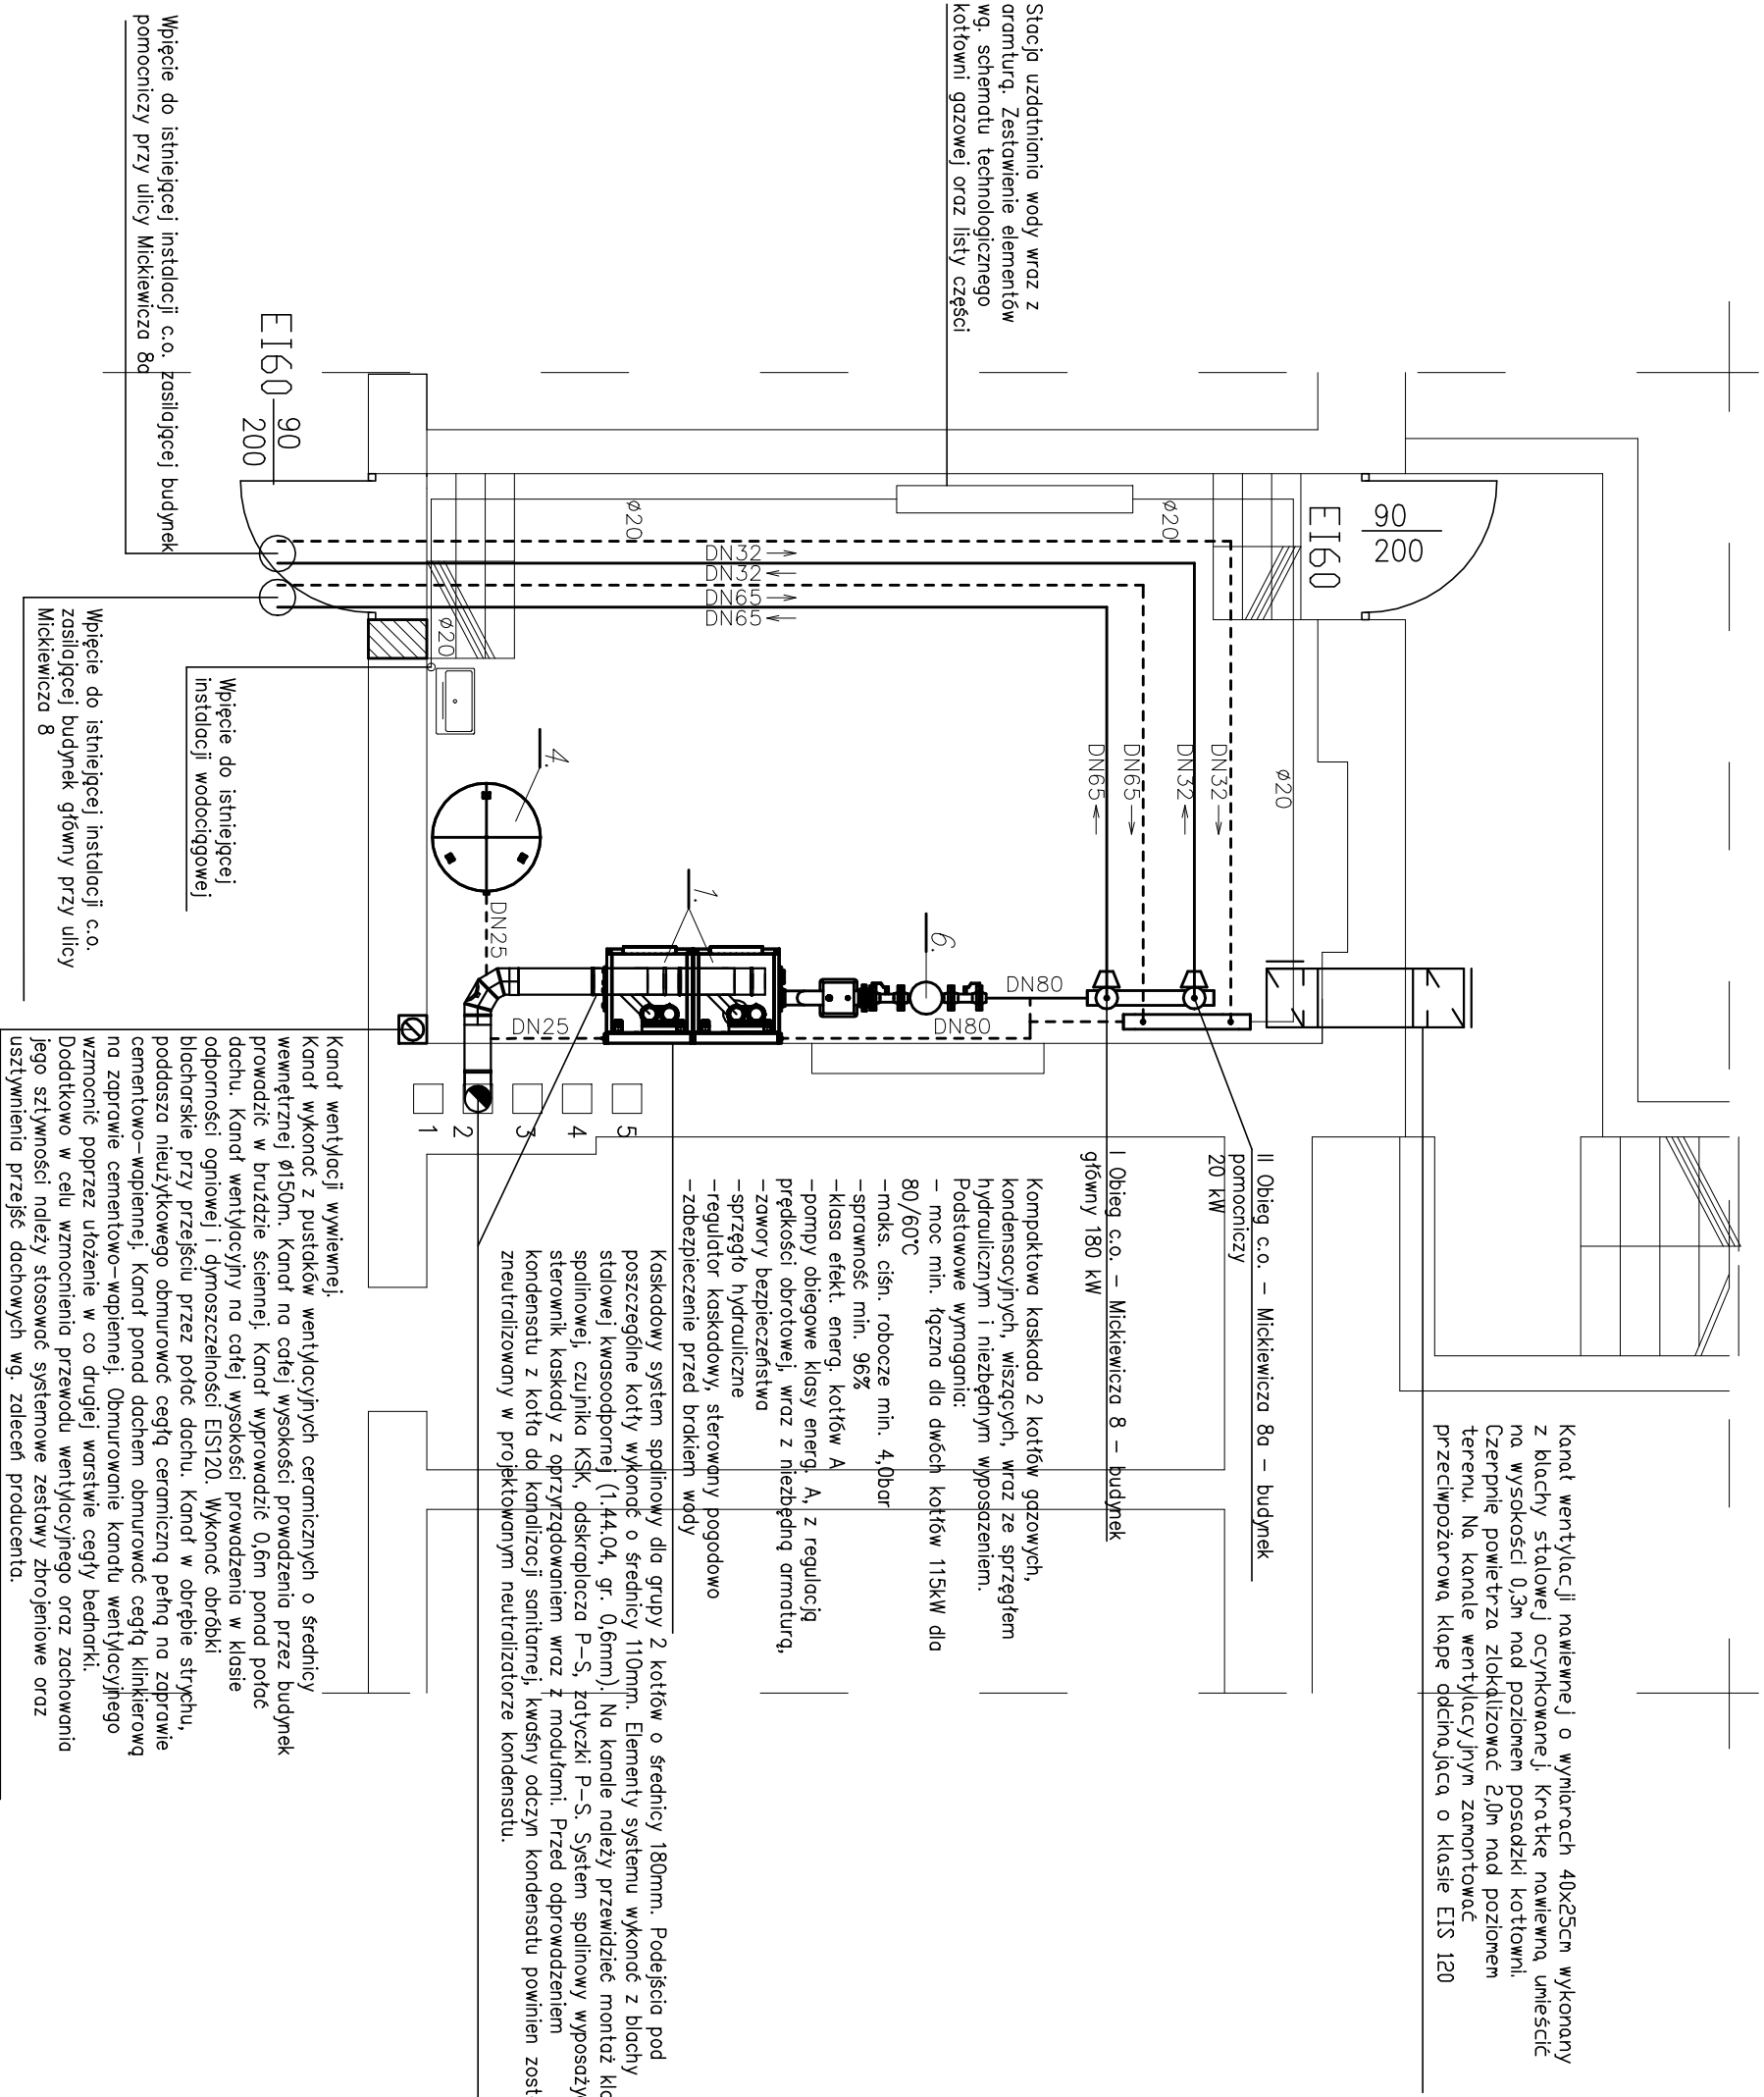 Kanał wentylacji nawiewnej o wymiarach 40x25cm wykonany
z blachy stalowej ocynkowanej. Kratkę nawiewną umieścić
na wysokości 0,3m nad poziomem posadzki kotłowni.
Czerpnię powietrza zlokalizować 2,0m nad poziomem
terenu. Na kanale wentylacyjnym zamontować
przeciwpożarową klapę odcinającą o klasie EIS 120
Stacja uzdatniania wody wraz z
aramturą. Zestawienie elementów
wg. schematu technologicznego
kotłowni gazowej oraz listy części
90
200
EI60
ø20
ø20
ø20
ø20
DN32
DN32
DN65
DN65
DN32
DN32
DN65
DN65
II Obieg c.o. – Mickiewicza 8a – budynek
pomocniczy
20 kW
I Obieg c.o. – Mickiewicza 8 – budynek
główny 180 kW
DN80
DN80
6.
1.
4.
DN25
DN25
Kompaktowa kaskada 2 kotłów gazowych,
kondensacyjnych, wiszących, wraz ze sprzęgłem
hydraulicznym i niezbędnym wyposażeniem.
Podstawowe wymagania:
– moc min. łączna dla dwóch kotłów 115kW dla
80/60°C
–maks. ciśn. robocze min. 4,0bar
–sprawność min. 96%
–klasa efekt. energ. kotłów A
–pompy obiegowe klasy energ. A, z regulacją
prędkości obrotowej, wraz z niezbędną armaturą,
–zawory bezpieczeństwa
–sprzęgło hydrauliczne
–regulator kaskadowy, sterowany pogodowo
–zabezpieczenie przed brakiem wody
Kaskadowy system spalinowy dla grupy 2 kotłów o średnicy 180mm. Podejścia pod
poszczególne kotły wykonać o średnicy 110mm. Elementy systemu wykonać z blachy
stalowej kwasoodpornej (1.44.04, gr. 0,6mm). Na kanale należy przewidzieć montaż
spalinowej, czujnika KSK, odskraplacza P–S, zatyczki P–S. System spalinowy
sterownik kaskady z oprzyrządowaniem wraz z modułami. Przed odprowadzeniem
kondensatu z kotła do kanalizacji sanitarnej, kwaśny odczyn kondensatu powinien
zneutralizowany w projektowanym neutralizatorze kondensatu.
5
4
3
2
1
EI60
90
200
Wpięcie do istniejącej
instalacji wodociągowej
Wpięcie do istniejącej instalacji c.o. zasilającej budynek
pomocniczy przy ulicy Mickiewicza 8a
Wpięcie do istniejącej instalacji c.o.
zasilającej budynek główny przy ulicy
Mickiewicza 8
Kanał wentylacji wywiewnej.
Kanał wykonać z pustaków wentylacyjnych ceramicznych o średnicy
wewnętrznej ø150m. Kanał na całej wysokości prowadzenia przez budynek
prowadzić w bruździe ściennej. Kanał wyprowadzić 0,6m ponad połać
dachu. Kanał wentylacyjny na całej wysokości prowadzenia w klasie
odporności ogniowej i dymoszczelności EIS120. Wykonać obróbki
blacharskie przy przejściu przez połać dachu. Kanał w obrębie strychu,
poddasza nieużytkowego obmurować cegłą ceramiczną pełną na zaprawie
cementowo–wapiennej. Kanał ponad dachem obmurować cegłą klinkierową
na zaprawie cementowo–wapiennej. Obmurowanie kanału wentylacyjnego
wzmocnić poprzez ułożenie w co drugiej warstwie cegły bednarki.
Dodatkowo w celu wzmocnienia przewodu wentylacyjnego oraz zachowania
jego sztywności należy stosować systemowe zestawy zbrojeniowe oraz
usztywnienia przejść dachowych wg. zaleceń producenta.